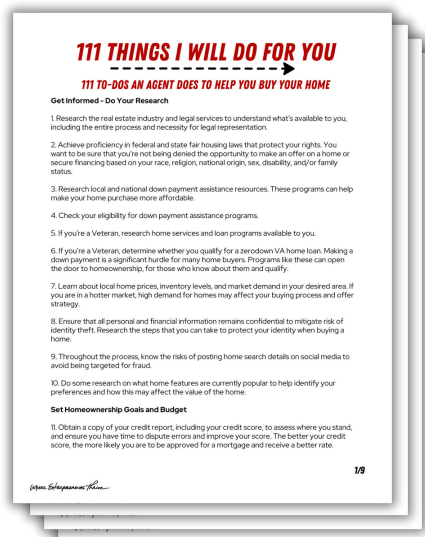 111 THINGS I WILL DO FOR YOU
111 TO-DOS AN AGENT DOES TO HELP YOU BUY YOUR HOME
Get Informed - Do Your Research
1. Research the real estate industry and legal services to understand what's available to you,
including the entire process and necessity for legal representation.
2. Achieve proficiency in federal and state fair housing laws that protect your rights. You
want to be sure that you're not being denied the opportunity to make an offer on a home or
secure financing based on your race, religion, national origin, sex, disability, and/or family
status.
3. Research local and national down payment assistance resources. These programs can help
make your home purchase more affordable.
4. Check your eligibility for down payment assistance programs.
5. If you're a Veteran, research home services and loan programs available to you.
6. If you're a Veteran, determine whether you qualify for a zerodown VA home loan. Making a
down payment is a significant hurdle for many home buyers. Programs like these can open
the door to homeownership, for those who know about them and qualify.
7. Learn about local home prices, inventory levels, and market demand in your desired area. If
you are in a hotter market, high demand for homes may affect your buying process and offer
strategy.
8. Ensure that all personal and financial information remains confidential to mitigate risk of
identity theft. Research the steps that you can take to protect your identity when buying a
home.
9. Throughout the process, know the risks of posting home search details on social media to
avoid being targeted for fraud.
10. Do some research on what home features are currently popular to help identify your
preferences and how this may affect the value of the home.
Set Homeownership Goals and Budget
11. Obtain a copy of your credit report, including your credit score, to assess where you stand,
and ensure you have time to dispute errors and improve your score. The better your credit
score, the more likely you are to be approved for a mortgage and receive a better rate.
1/9
Where Entrepreneurs Thrive